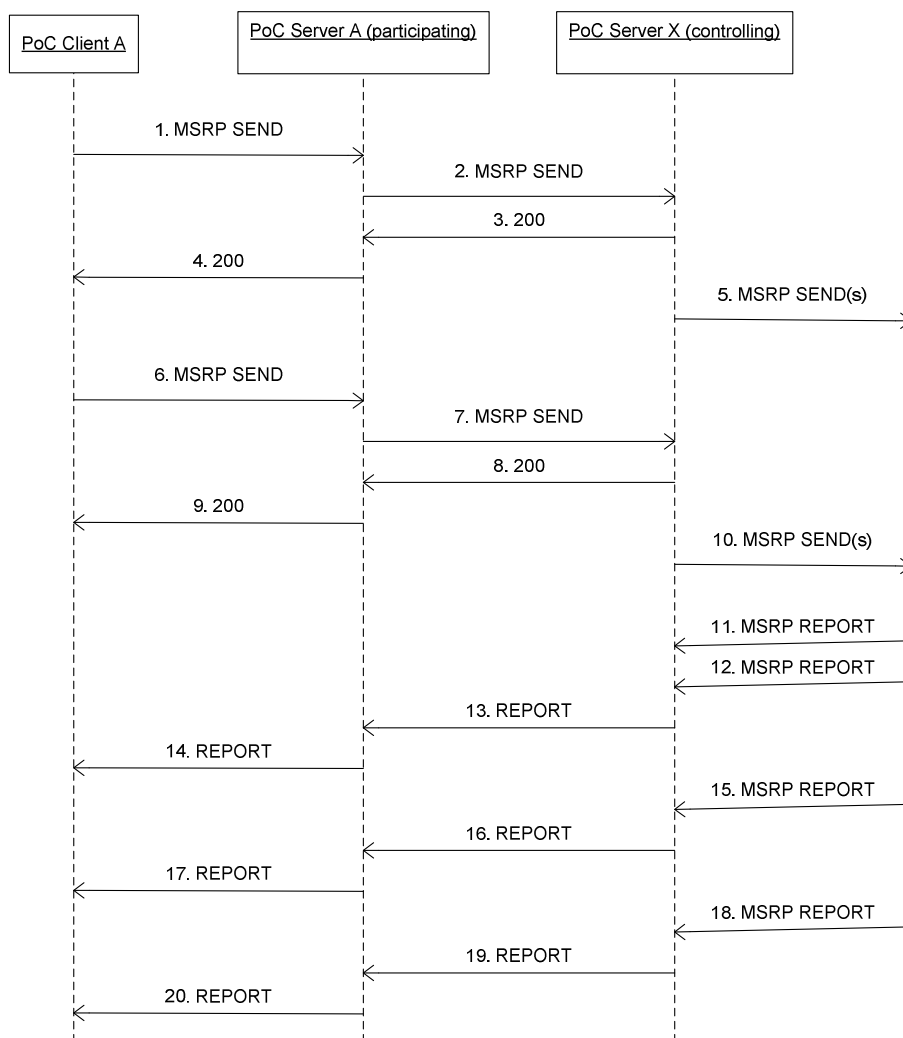 PoC Client A
PoC Server A (participating)
PoC Server X (controlling)
1. MSRP SEND
2. MSRP SEND
3. 200
4. 200
5. MSRP SEND(s)
6. MSRP SEND
7. MSRP SEND
8. 200
9. 200
10. MSRP SEND(s)
11. MSRP REPORT
12. MSRP REPORT
13. REPORT
14. REPORT
15. MSRP REPORT
16. REPORT
17. REPORT
18. MSRP REPORT
19. REPORT
20. REPORT